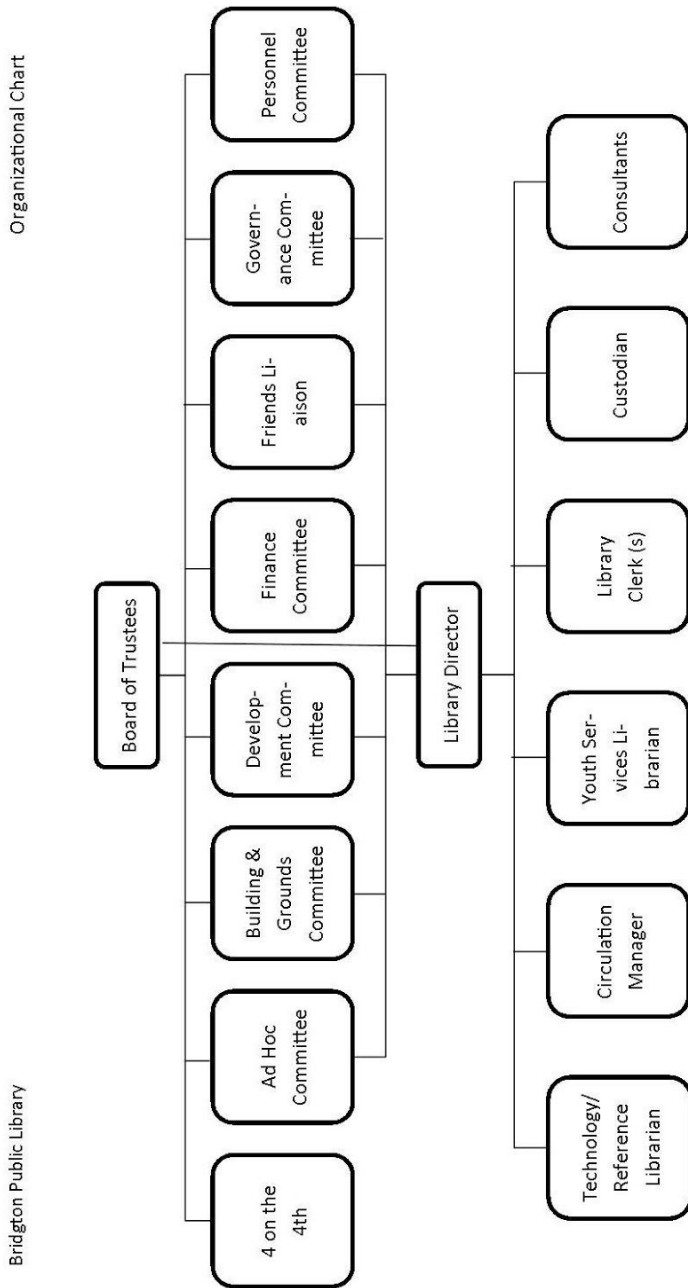 Bridgton Public Library
Organizational Chart
Board of Trustees
4 on the
4th
Ad Hoc
Committee
Building &
Grounds
Committee
Develop-
ment Com-
mittee
Finance
Committee
Friends Li-
aison
Govern-
ance Com-
mittee
Personnel
Committee
Library Director
Technology/
Reference
Librarian
Circulation
Manager
Youth Ser-
vices Li-
brarian
Library
Clerk (s)
Custodian
Consultants